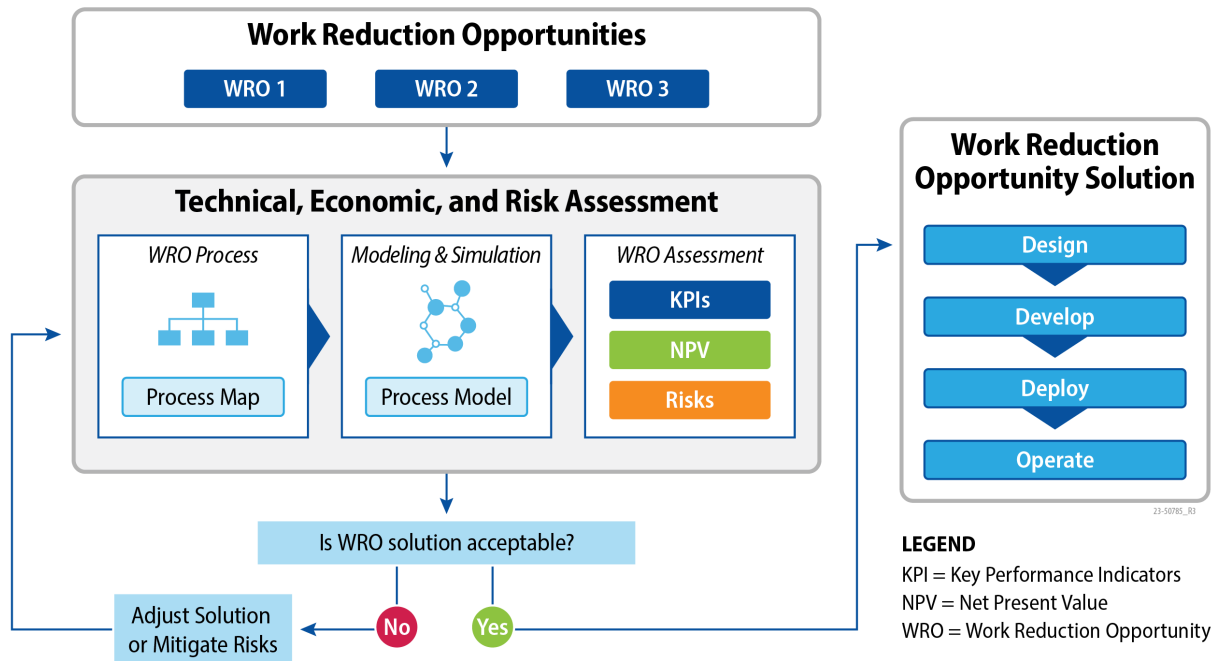 Work Reduction Opportunities
WRO 1
WRO 2
WRO 3
Technical, Economic, and Risk Assessment
WRO Process
Process Map
Modeling & Simulation
Process Model
WRO Assessment
KPIs
NPV
Risks
Is WRO solution acceptable?
No
Yes
Adjust Solution
or Mitigate Risks
Work Reduction
Opportunity Solution
Design
Develop
Deploy
Operate
23-50785_R3
LEGEND
KPI = Key Performance Indicators
NPV = Net Present Value
WRO = Work Reduction Opportunity